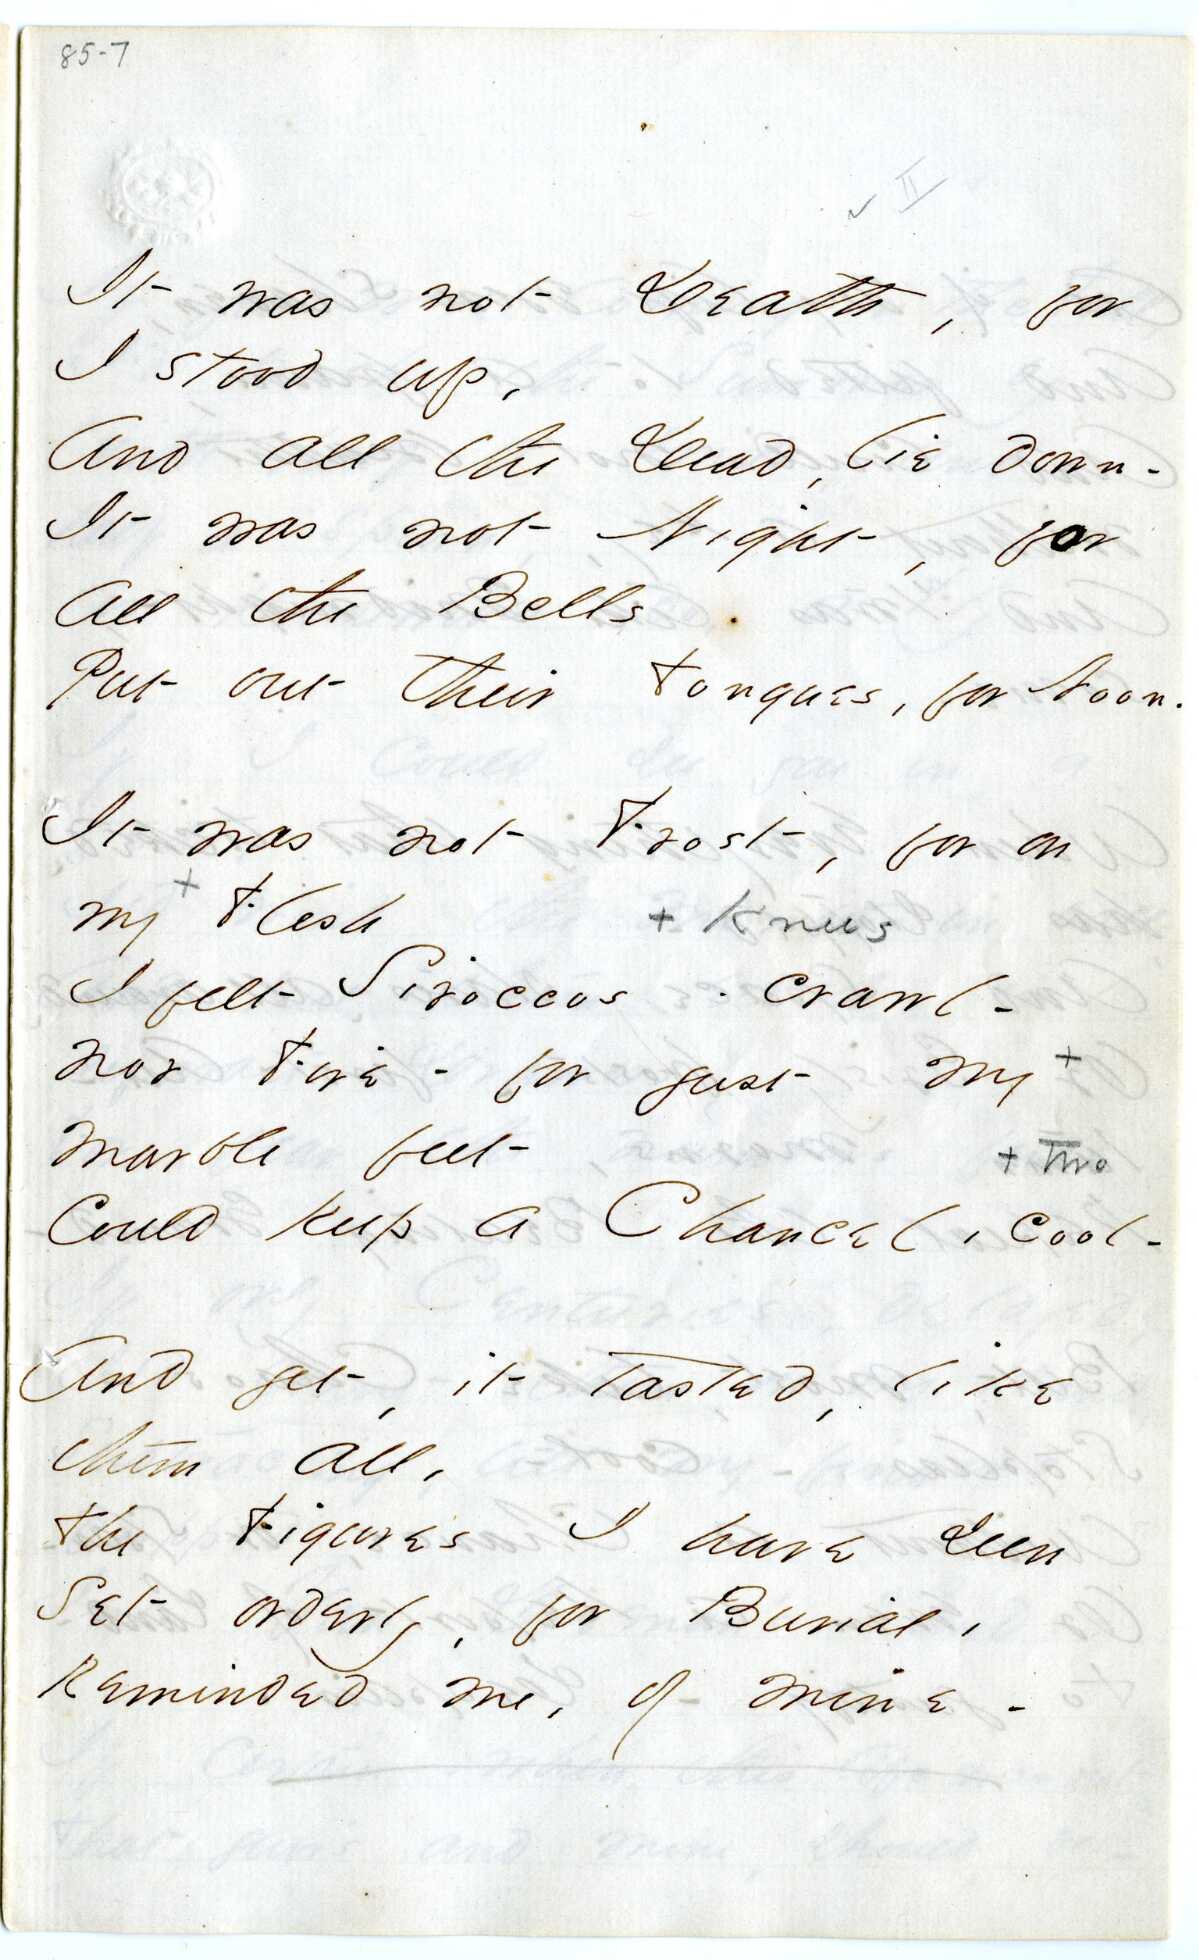 85-7
✓ II
It was not Death, for
I stood up,
And all the Dead, lie down -
It was not Night, for
all the Bells
Put out their Tongues, for Noon.
It was not Frost, for on
my + Flesh + Knees
I felt Siroccos - crawl -
nor Fire - for just my +
marble feet + Two
Could keep a Chancel, cool -
And yet, it tasted, like
them all,
The Figures I have seen
Set orderly, for Burial,
Reminded me, of mine -